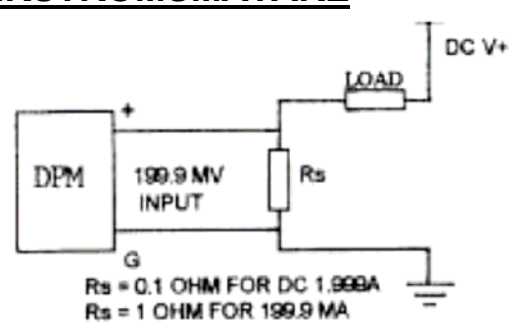 DC V+
LOAD
+
DPM
199.9 MV
INPUT
Rs
G
Rs = 0.1 OHM FOR DC 1.999A
Rs = 1 OHM FOR 199.9 MA